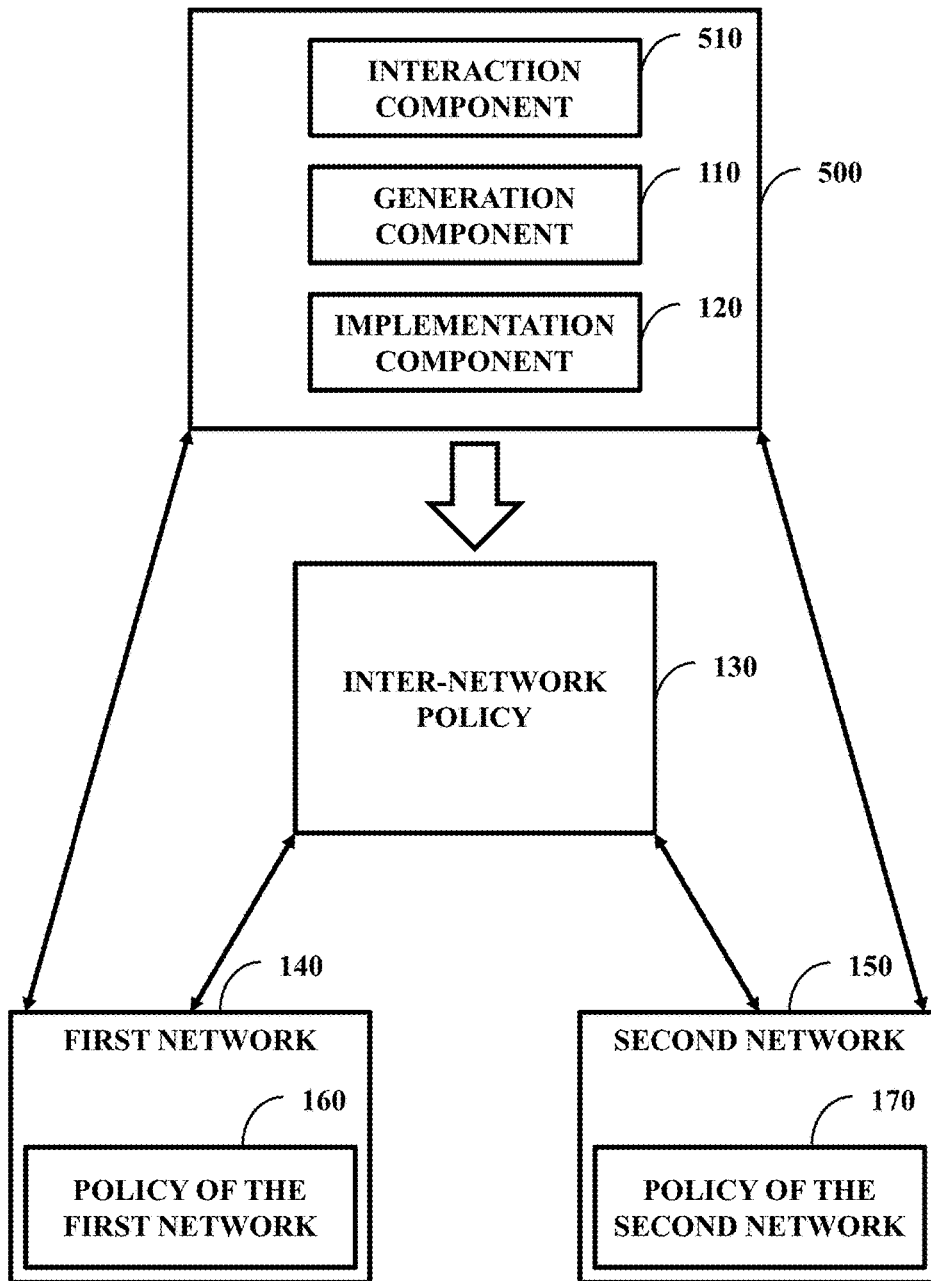 INTERACTION
COMPONENT
510
GENERATION
COMPONENT
110
500
IMPLEMENTATION
COMPONENT
120
INTER-NETWORK
POLICY
130
140
150
FIRST NETWORK
SECOND NETWORK
160
170
POLICY OF THE
FIRST NETWORK
POLICY OF THE
SECOND NETWORK